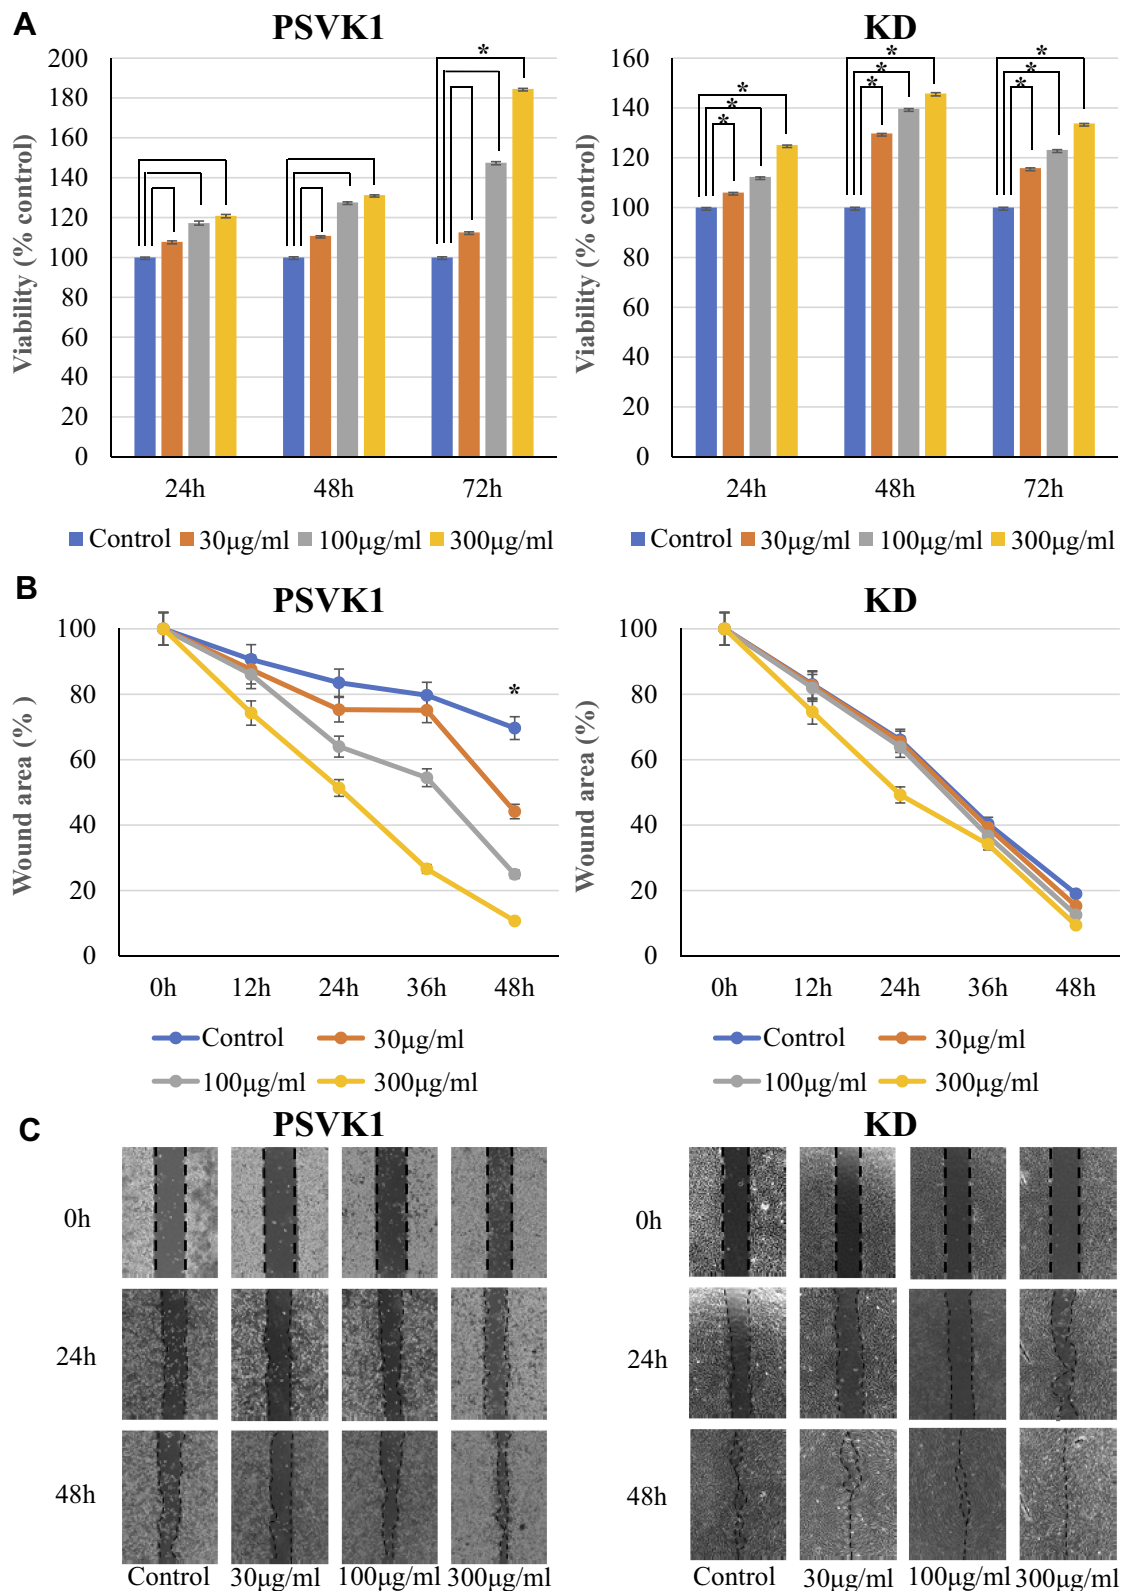 A
PSVK1
KD
Viability (% control)
200
180
160
140
120
100
80
60
40
20
0
*
24h
48h
72h
Control
30μg/ml
100μg/ml
300μg/ml
Viability (% control)
160
140
120
100
80
60
40
20
0
*
*
*
*
*
*
*
*
*
24h
48h
72h
Control
30μg/ml
100μg/ml
300μg/ml
B
PSVK1
KD
Wound area (% )
100
80
60
40
20
0
*
0h
12h
24h
36h
48h
Control
30μg/ml
100μg/ml
300μg/ml
Wound area (%)
100
80
60
40
20
0
0h
12h
24h
36h
48h
Control
30μg/ml
100μg/ml
300μg/ml
C
PSVK1
KD
0h
24h
48h
Control
30μg/ml
100μg/ml
300μg/ml
0h
24h
48h
Control
30μg/ml
100μg/ml
300μg/ml